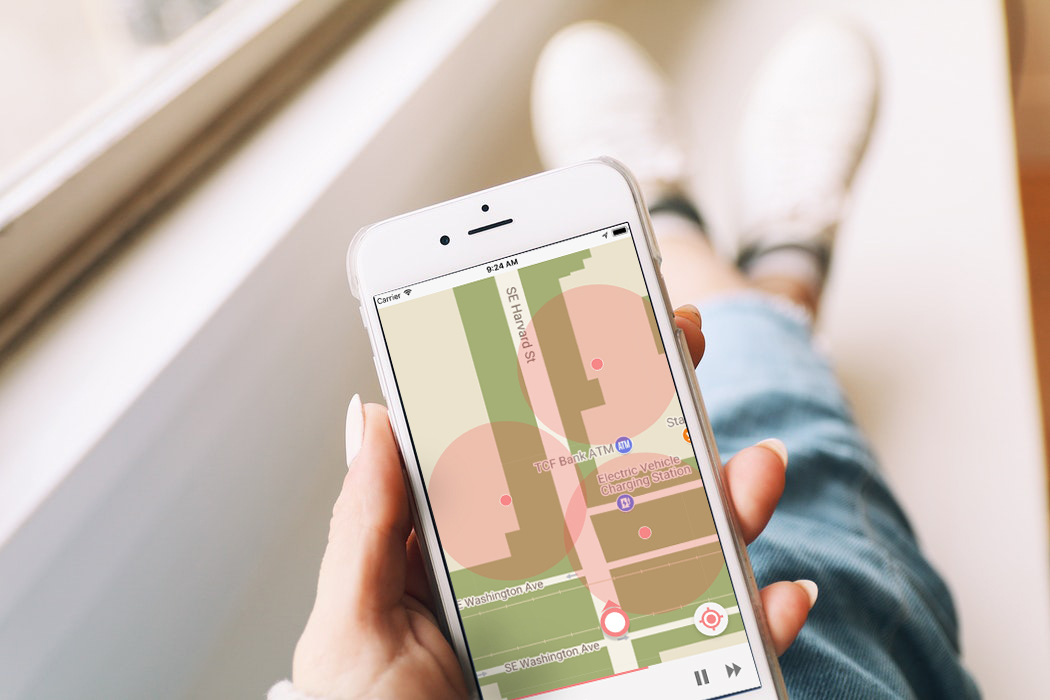 Carrier
9:24 AM
SE Harvard St
Sta
TCF Bank ATM
ATM
Electric Vehicle
Charging Station
E Washington Ave
SE Washington Ave